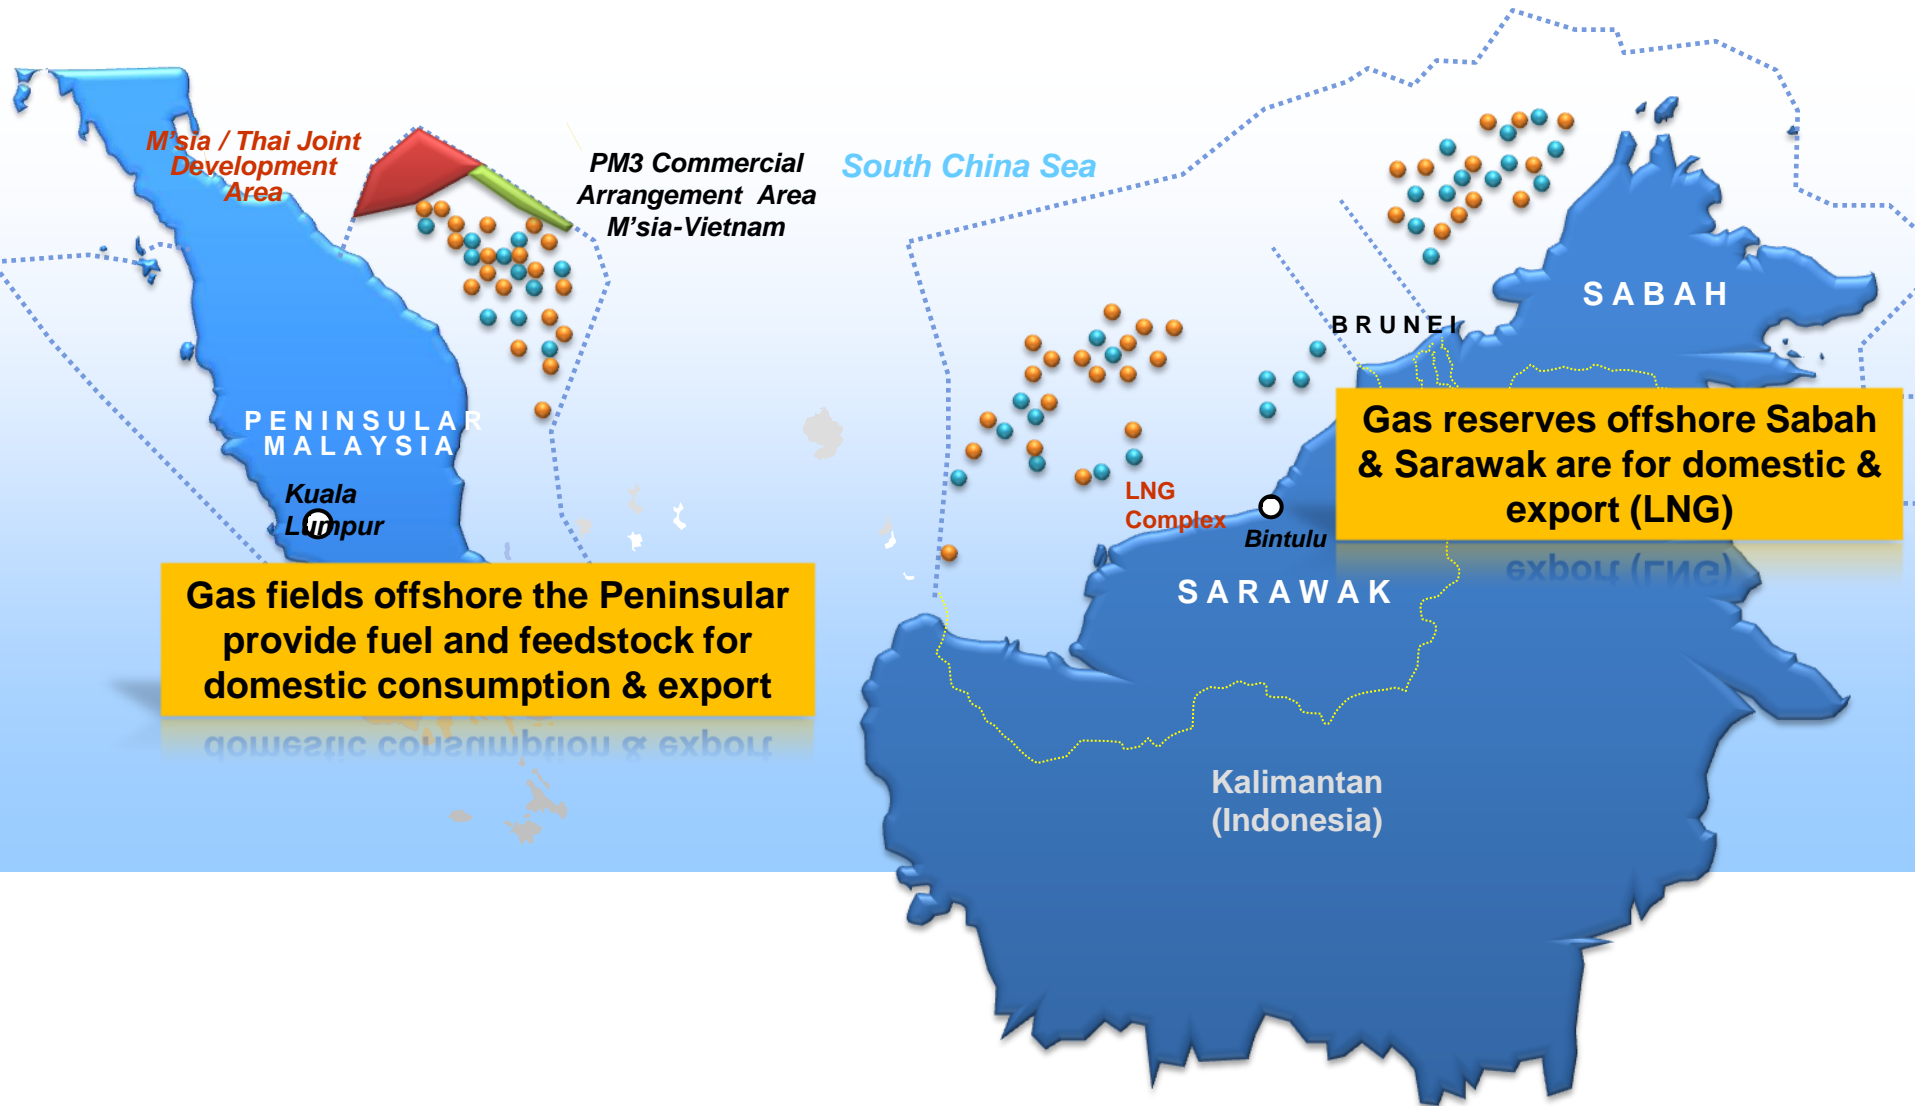 M'sia / Thai Joint
Development
Area
PM3 Commercial
Arrangement Area
M'sia-Vietnam
South China Sea
SABAH
BRUNEI
PENINSULAR
MALAYSIA
Kuala
Lumpur
Gas reserves offshore Sabah
& Sarawak are for domestic &
export (LNG)
LNG
Complex
Bintulu
SARAWAK
Gas fields offshore the Peninsular
provide fuel and feedstock for
domestic consumption & export
Kalimantan
(Indonesia)